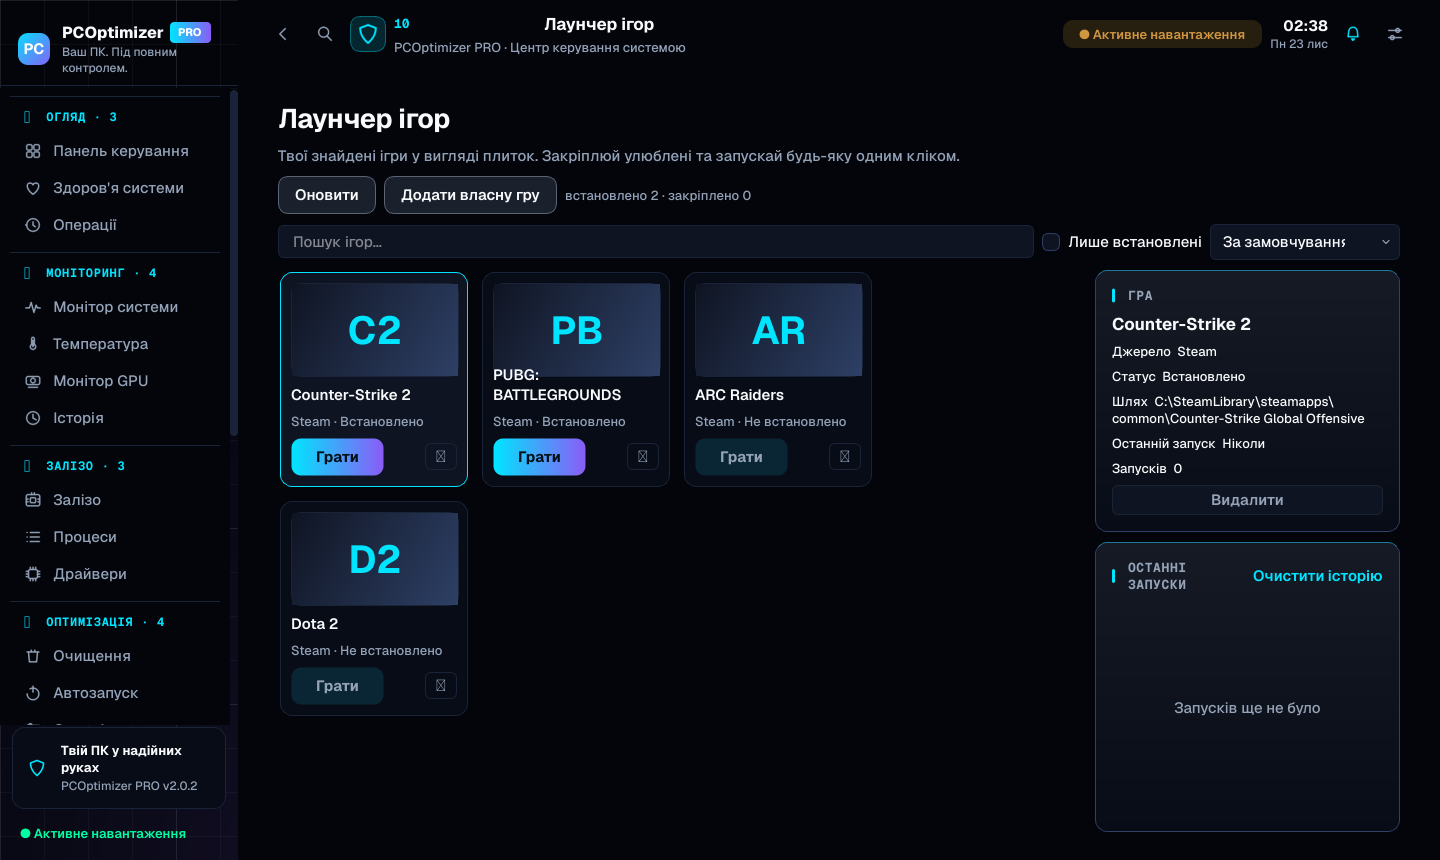 PC
PCOptimizer PRO
Ваш ПК. Під повним
контролем.
ОГЛЯД · 3
Панель керування
Здоров'я системи
Операції
МОНІТОРИНГ · 4
Монітор системи
Температура
Монітор GPU
Історія
ЗАЛІЗО · 3
Залізо
Процеси
Драйвери
ОПТИМІЗАЦІЯ · 4
Очищення
Автозапуск
Твій ПК у надійних
руках
PCOptimizer PRO v2.0.2
Активне навантаження
10
Лаунчер ігор
PCOptimizer PRO · Центр керування системою
Активне навантаження
02:38
Пн 23 лис
Лаунчер ігор
Твої знайдені ігри у вигляді плиток. Закріплюй улюблені та запускай будь-яку одним кліком.
Оновити
Додати власну гру
встановлено 2 · закріплено 0
Пошук ігор...
Лише встановлені
За замовчування
C2
Counter-Strike 2
Steam · Встановлено
Грати
PB
PUBG:
BATTLEGROUNDS
Steam · Встановлено
Грати
AR
ARC Raiders
Steam · Не встановлено
Грати
D2
Dota 2
Steam · Не встановлено
Грати
ГРА
Counter-Strike 2
Джерело Steam
Статус Встановлено
Шлях C:\SteamLibrary\steamapps\
common\Counter-Strike Global Offensive
Останній запуск Ніколи
Запусків 0
Видалити
ОСТАННІ
ЗАПУСКИ
Очистити історію
Запусків ще не було